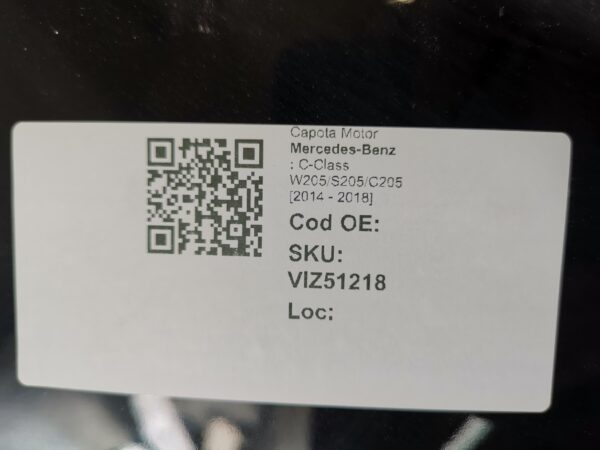 Capota Motor
Mercedes-Benz
: C-Class
W205/S205/C205
[2014 - 2018]
Cod OE:
SKU:
VIZ51218
Loc: